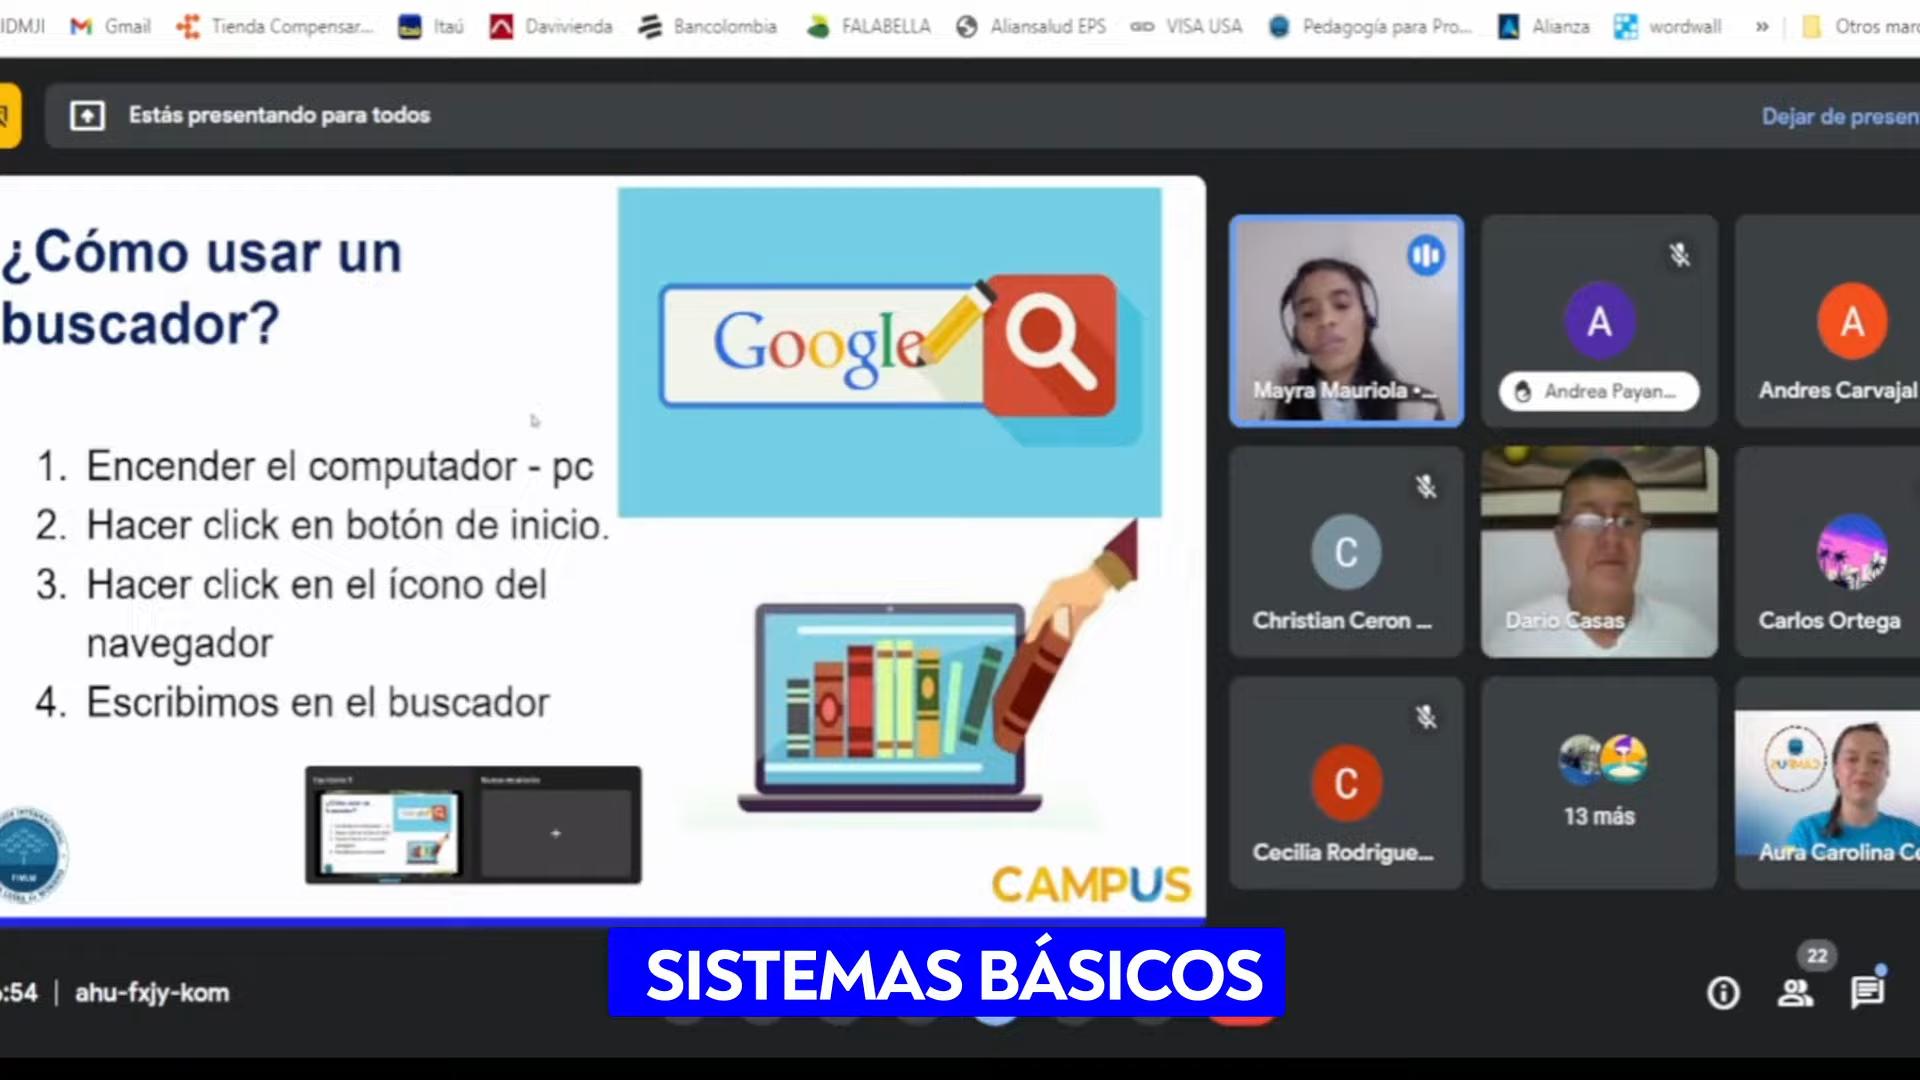 IDMJI
Gmail
Tienda Compensar...
Itaú
Davivienda
Bancolombia
FALABELLA
Aliansalud EPS
VISA USA
Pedagogía para Pro...
Alianza
wordwall
»
Otros marc
Estás presentando para todos
Dejar de presen
¿Cómo usar un
buscador?
Google
1. Encender el computador - pc
2. Hacer click en botón de inicio.
3. Hacer click en el ícono del
navegador
4. Escribimos en el buscador
CAMPUS
Mayra Mauriola •...
A
Andrea Payan...
A
Andres Carvajal
C
Christian Ceron ...
Dario Casas
Carlos Ortega
C
Cecilia Rodrigue...
13 más
CAMPUS
Aura Carolina Co
SISTEMAS BÁSICOS
:54 | ahu-fxjy-kom
22